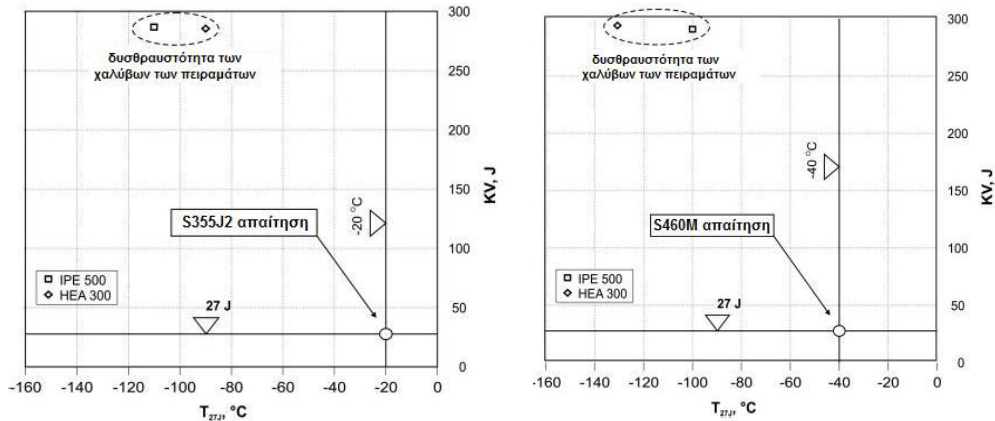 300
δυσθραυστότητα των
χαλύβων των πειραμάτων
250
200
150
-20 °C
KV, J
S355J2 απαίτηση
100
IPE 500
HEA 300
27 J
50
0
-160 -140 -120 -100 -80 -60 -40 -20 0
T27J, °C
300
δυσθραυστότητα των
χαλύβων των πειραμάτων
250
200
-40 °C
150
KV, J
S460M απαίτηση
100
IPE 500
HEA 300
27 J
50
0
-160 -140 -120 -100 -80 -60 -40 -20 0
T27J, °C